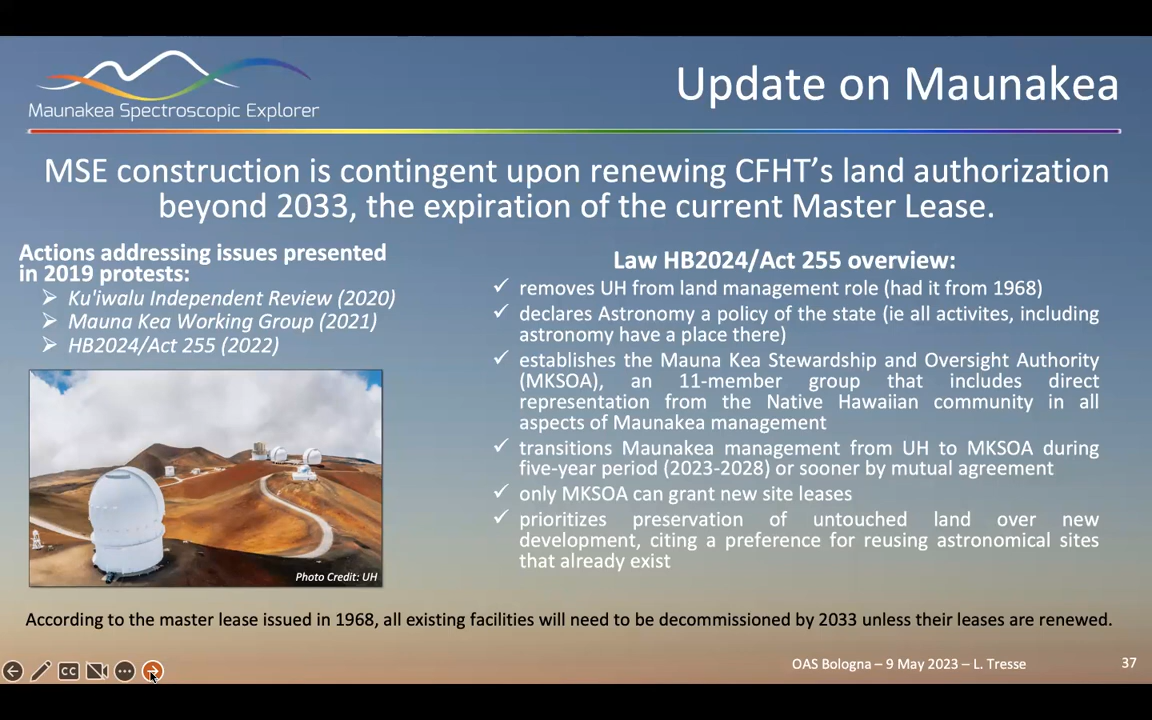 Maunakea Spectroscopic Explorer
Update on Maunakea
MSE construction is contingent upon renewing CFHT’s land authorization
beyond 2033, the expiration of the current Master Lease.
Actions addressing issues presented
in 2019 protests:
Ku'iwalu Independent Review (2020)
Mauna Kea Working Group (2021)
HB2024/Act 255 (2022)
Photo Credit: UH
Law HB2024/Act 255 overview:
removes UH from land management role (had it from 1968)
declares Astronomy a policy of the state (ie all activites, including
astronomy have a place there)
establishes the Mauna Kea Stewardship and Oversight Authority
(MKSOA), an 11-member group that includes direct
representation from the Native Hawaiian community in all
aspects of Maunakea management
transitions Maunakea management from UH to MKSOA during
five-year period (2023-2028) or sooner by mutual agreement
only MKSOA can grant new site leases
prioritizes preservation of untouched land over new
development, citing a preference for reusing astronomical sites
that already exist
According to the master lease issued in 1968, all existing facilities will need to be decommissioned by 2033 unless their leases are renewed.
CC
OAS Bologna – 9 May 2023 – L. Tresse
37